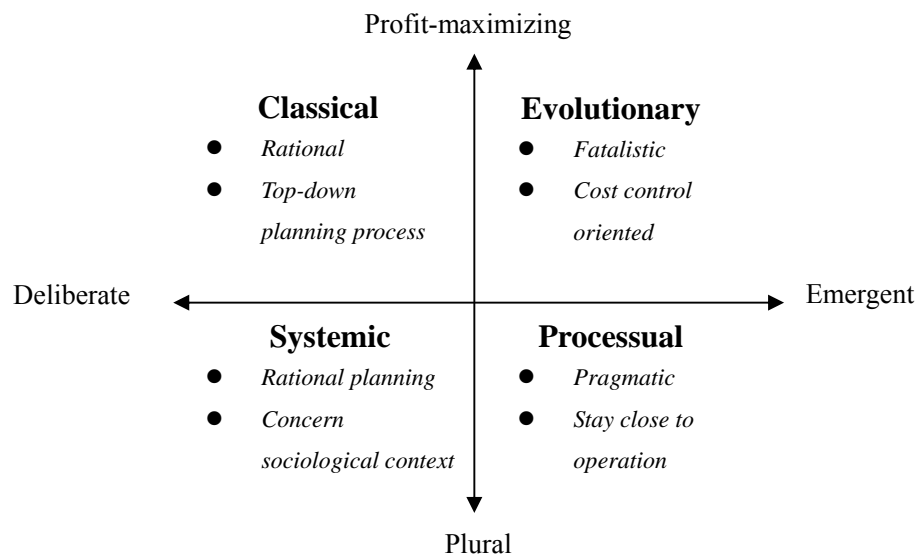 Profit-maximizing
Classical
● Rational
● Top-down
planning process
Evolutionary
● Fatalistic
● Cost control
oriented
Deliberate
Emergent
Systemic
● Rational planning
● Concern
sociological context
Processual
● Pragmatic
● Stay close to
operation
Plural